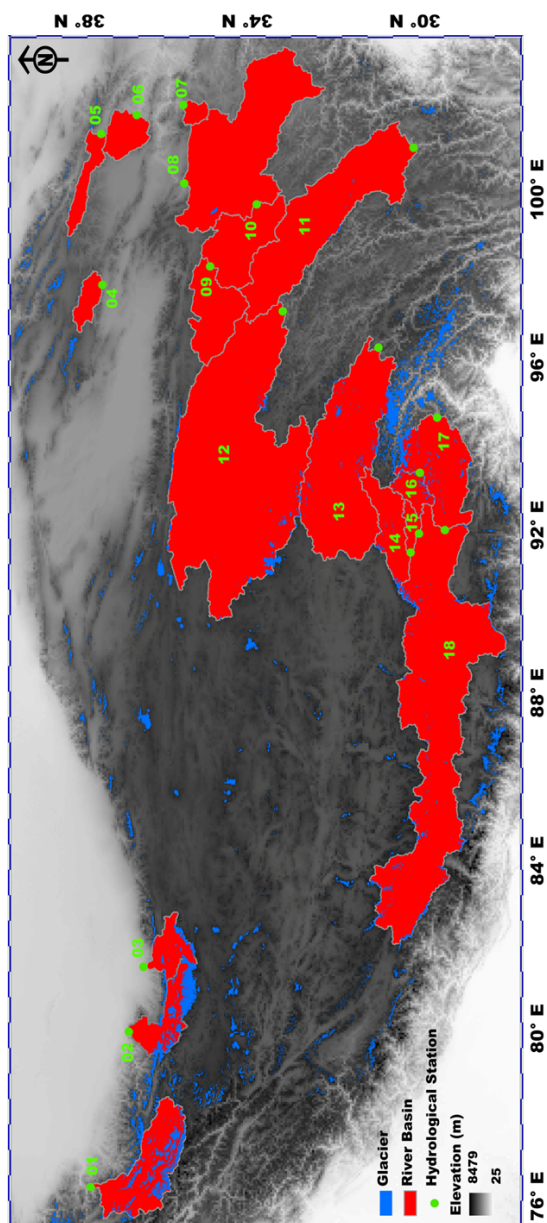 38° N
34° N
30° N
N
05
06
07
08
04
10
09
11
12
13
14
15
16
17
18
03
02
01
Glacier
River Basin
Hydrological Station
Elevation (m)
8479
25
76° E
80° E
84° E
88° E
92° E
96° E
100° E